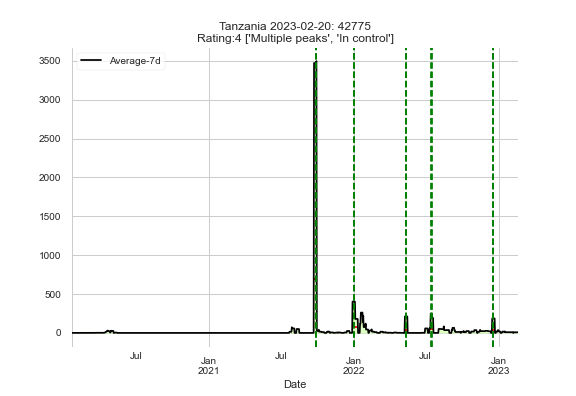 Tanzania 2023-02-20: 42775
Rating:4 ['Multiple peaks', 'In control']
Average-7d
3500
3000
2500
2000
1500
1000
500
0
Jul
Jan
2021
Jul
Jan
2022
Jul
Jan
2023
Date